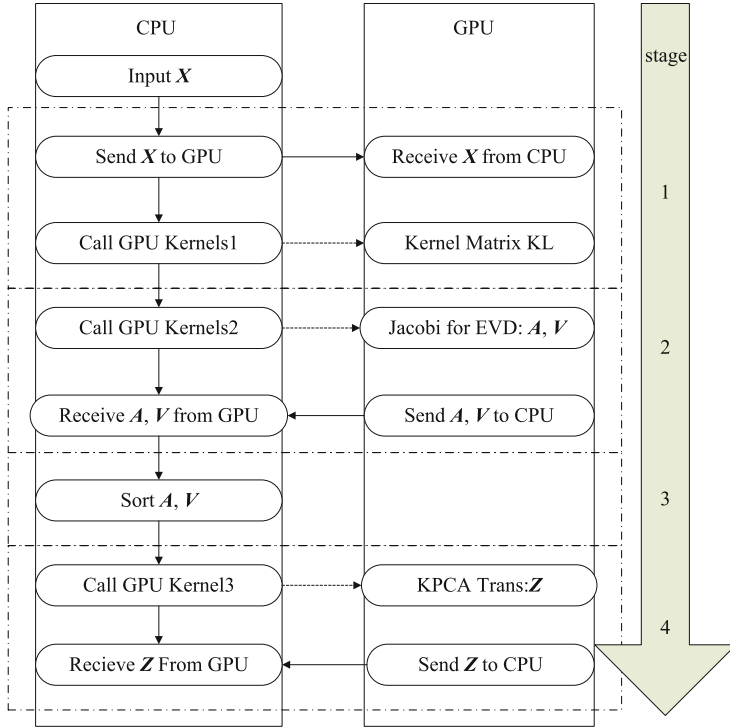 CPU
GPU
stage
Input X
Send X to GPU
Receive X from CPU
1
Call GPU Kernels1
Kernel Matrix KL
Call GPU Kernels2
Jacobi for EVD: A, V
2
Receive A, V from GPU
Send A, V to CPU
Sort A, V
3
Call GPU Kernel3
KPCA Trans:Z
4
Recieve Z From GPU
Send Z to CPU